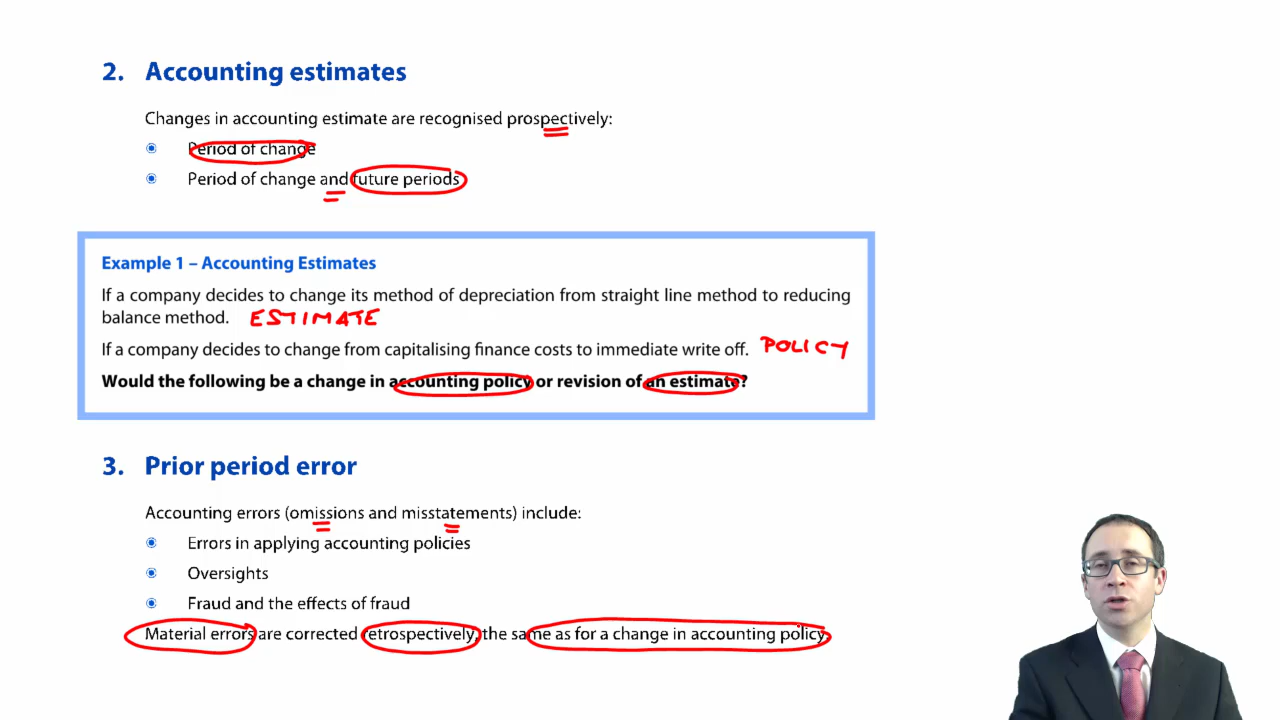 2. Accounting estimates
Changes in accounting estimate are recognised prospectively:
Period of change
Period of change and future periods
Example 1 – Accounting Estimates
If a company decides to change its method of depreciation from straight line method to reducing
balance method. ESTIMATE
If a company decides to change from capitalising finance costs to immediate write off. POLICY
Would the following be a change in accounting policy or revision of an estimate?
3. Prior period error
Accounting errors (omissions and misstatements) include:
Errors in applying accounting policies
Oversights
Fraud and the effects of fraud
Material errors are corrected retrospectively, the same as for a change in accounting policy.